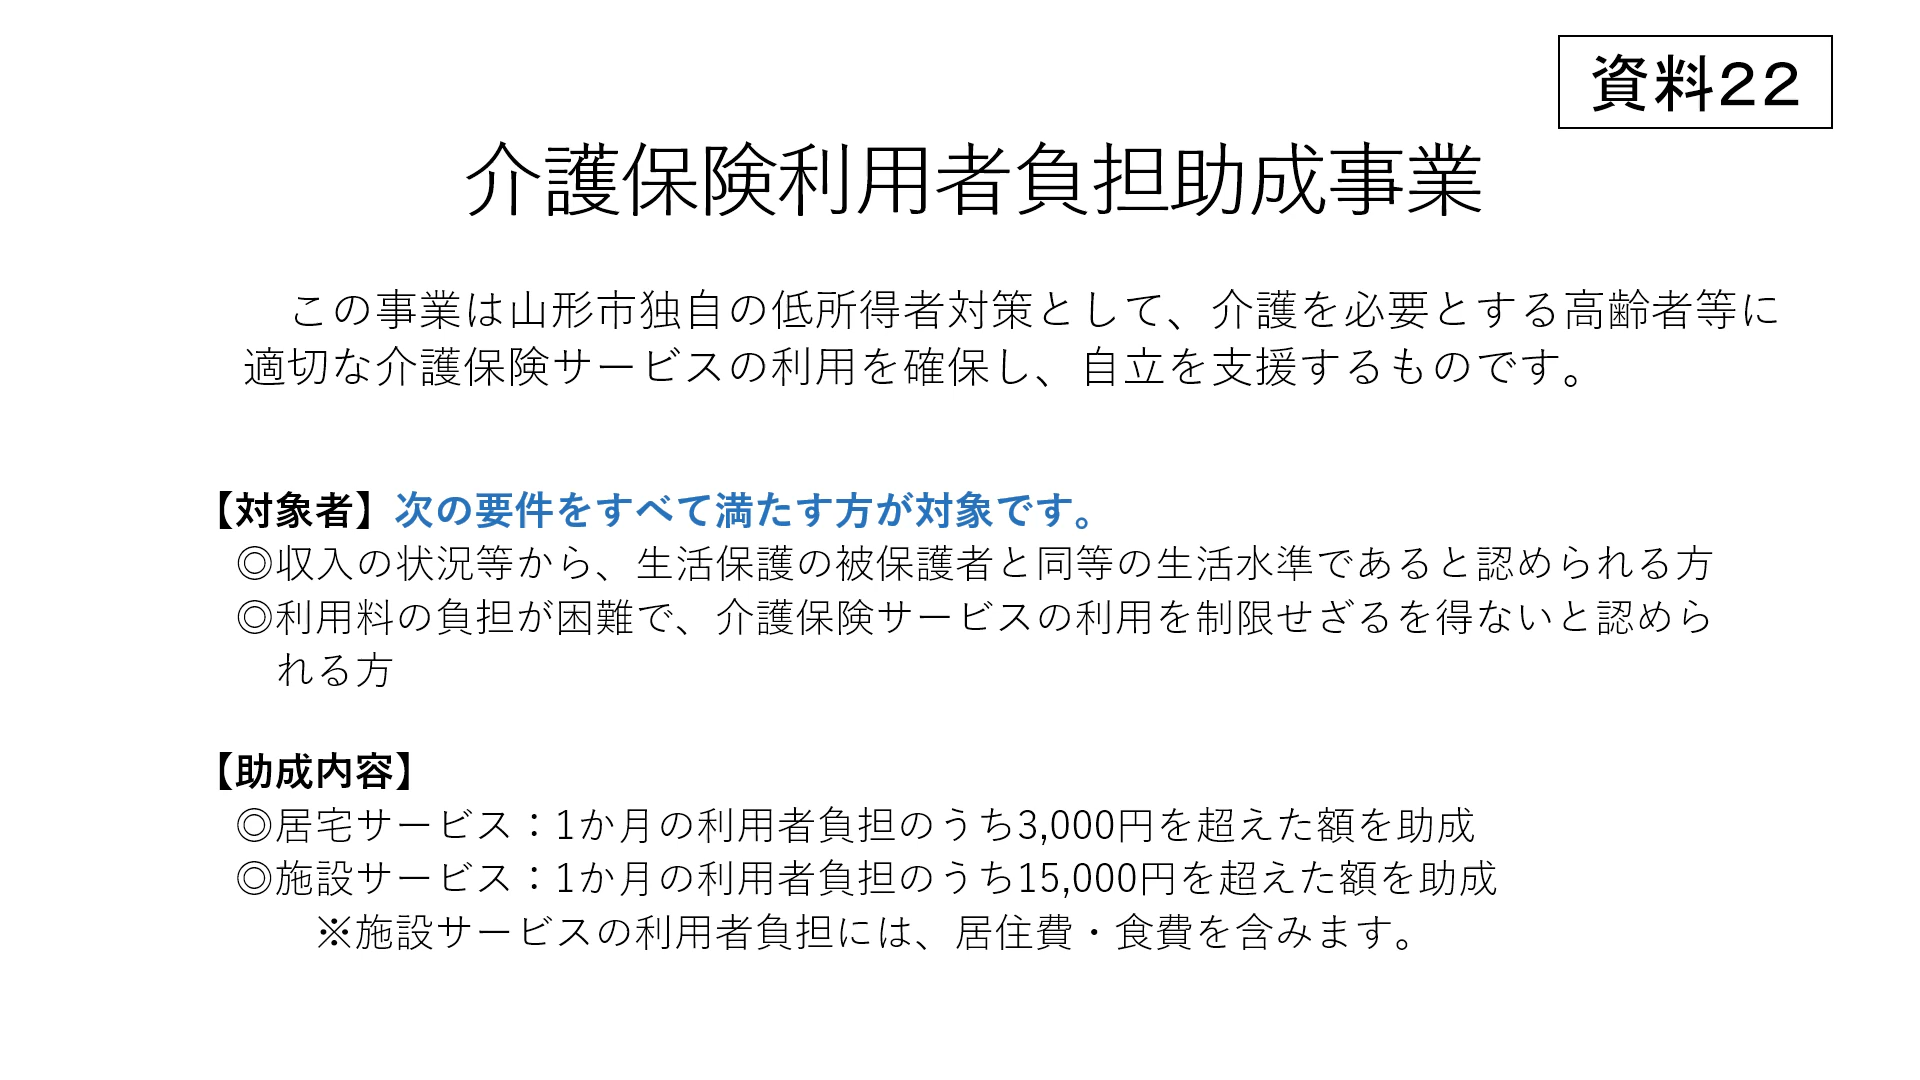 資料２２
介護保険利用者負担助成事業
この事業は山形市独自の低所得者対策として、介護を必要とする高齢者等に
適切な介護保険サービスの利用を確保し、自立を支援するものです。
【対象者】次の要件をすべて満たす方が対象です。
◎収入の状況等から、生活保護の被保護者と同等の生活水準であると認められる方
◎利用料の負担が困難で、介護保険サービスの利用を制限せざるを得ないと認めら
れる方
【助成内容】
◎居宅サービス：1か月の利用者負担のうち3,000円を超えた額を助成
◎施設サービス：1か月の利用者負担のうち15,000円を超えた額を助成
※施設サービスの利用者負担には、居住費・食費を含みます。